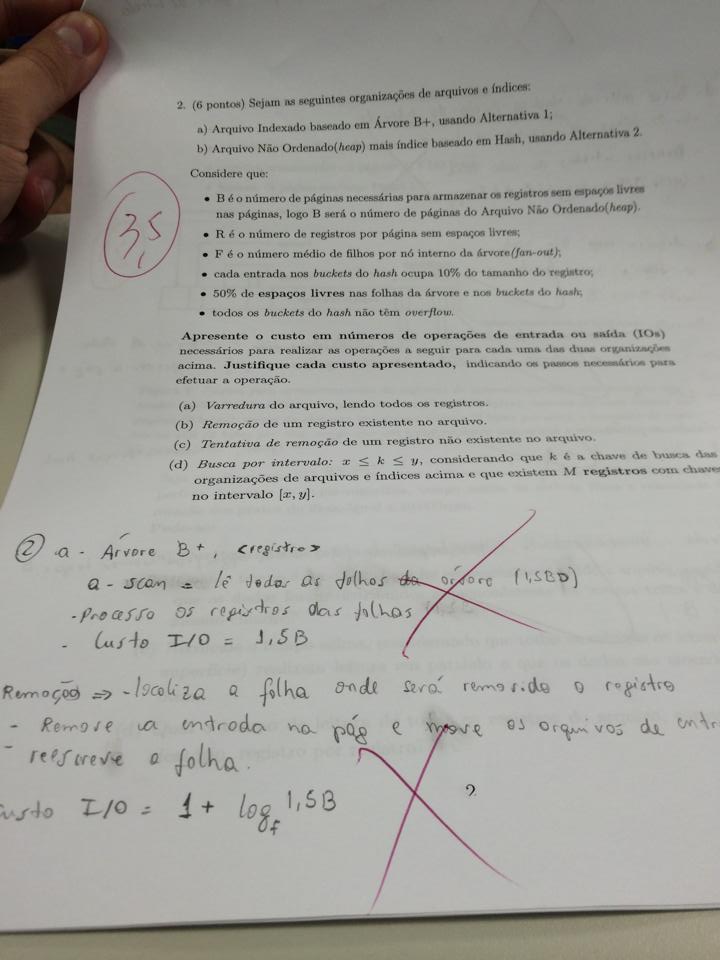 2. (6 pontos) Sejam as seguintes organizações de arquivos e índices:
a) Arquivo Indexado baseado em Árvore B+, usando Alternativa 1;
b) Arquivo Não Ordenado(heap) mais índice baseado em Hash, usando Alternativa 2.
Considere que:
• B é o número de páginas necessárias para armazenar os registros sem espaços livres
nas páginas, logo B será o número de páginas do Arquivo Não Ordenado(heap).
• R é o número de registros por página sem espaços livres;
• F é o número médio de filhos por nó interno da árvore(fan-out);
• cada entrada nos buckets do hash ocupa 10% do tamanho do registro;
• 50% de espaços livres nas folhas da árvore e nos buckets do hash;
• todos os buckets do hash não têm overflow.
3,5
Apresente o custo em números de operações de entrada ou saída (IOs)
necessários para realizar as operações a seguir para cada uma das duas organizações
acima. Justifique cada custo apresentado, indicando os passos necessários para
efetuar a operação.
(a) Varredura do arquivo, lendo todos os registros.
(b) Remoção de um registro existente no arquivo.
(c) Tentativa de remoção de um registro não existente no arquivo.
(d) Busca por intervalo: x ≤ k ≤ y, considerando que k é a chave de busca das
organizações de arquivos e índices acima e que existem M registros com chaves
no intervalo [x, y].
② a - Árvore B+, <registro>
a - scan = lê todas as folhas da árvore (1,5BD)
- Processo os registros das folhas
- Custo I/O = 1,5B
Remoção => - localiza a folha onde será removido o registro
- Remove a entrada na pág e move os arquivos de entr
- reescreve a folha.
usto I/O = 1 + log F 1,5B
2